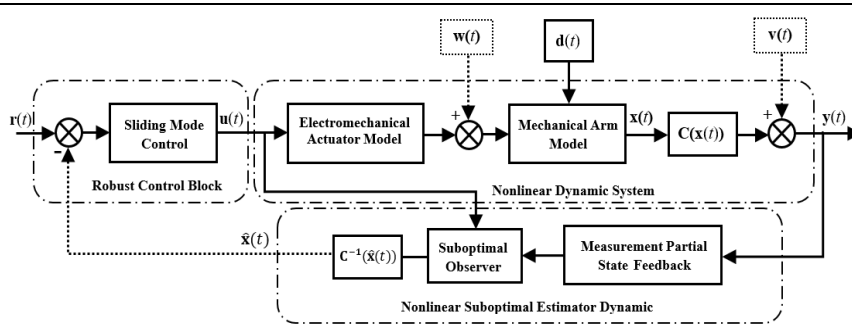 w(t)
d(t)
v(t)
r(t)
Sliding Mode
Control
u(t)
Electromechanical
Actuator Model
+
Mechanical Arm
Model
x(t)
C(x(t))
+
y(t)
−
Robust Control Block
Nonlinear Dynamic System
x̂(t)
C⁻¹(x̂(t))
Suboptimal
Observer
Measurement Partial
State Feedback
Nonlinear Suboptimal Estimator Dynamic